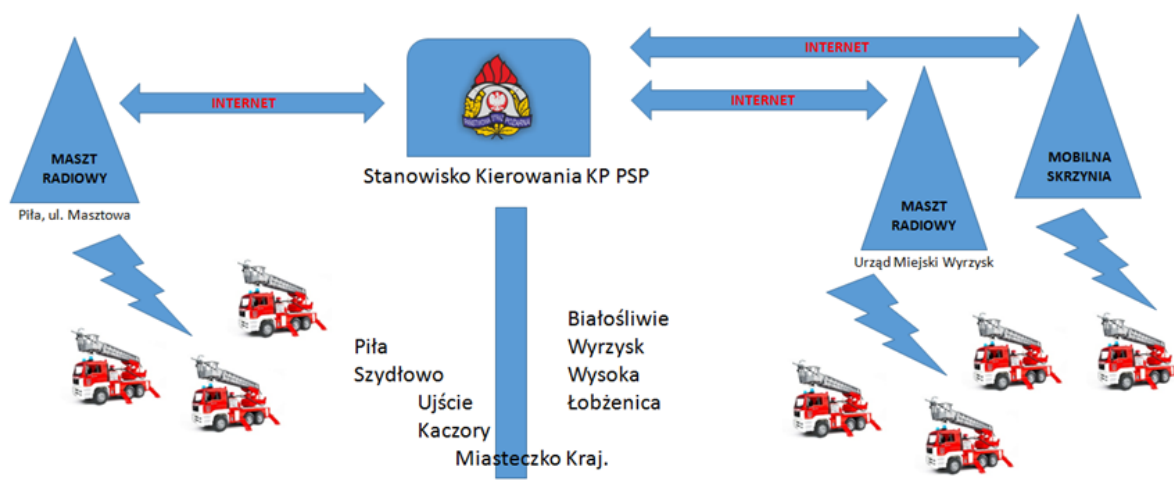 INTERNET
INTERNET
INTERNET
MASZT
RADIOWY
Piła, ul. Masztowa
Stanowisko Kierowania KP PSP
MOBILNA
SKRZYNIA
MASZT
RADIOWY
Urząd Miejski Wyrzysk
Piła
Szydłowo
Ujście
Kaczory
Miasteczko Kraj.
Białośliwie
Wyrzysk
Wysoka
Łobżenica